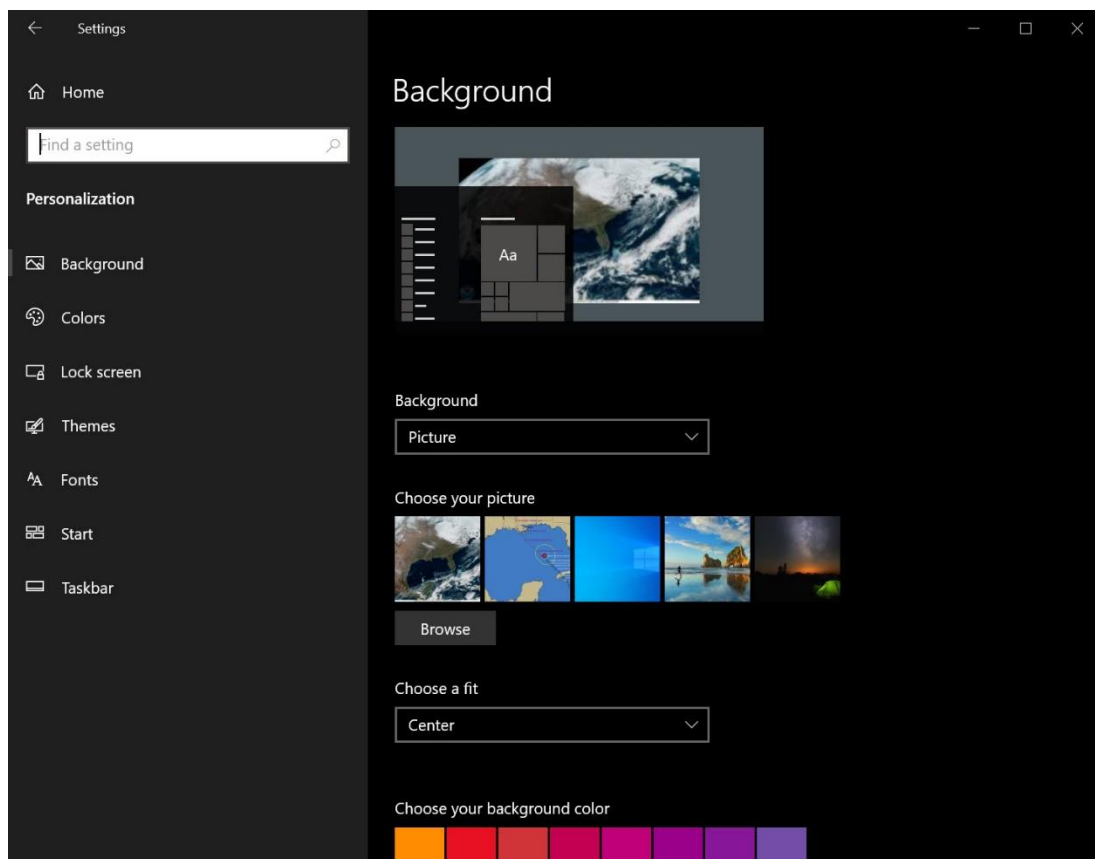 Settings
Home
Find a setting
Personalization
Background
Colors
Lock screen
Themes
Fonts
Start
Taskbar
Background
Aa
Background
Picture
Choose your picture
Browse
Choose a fit
Center
Choose your background color